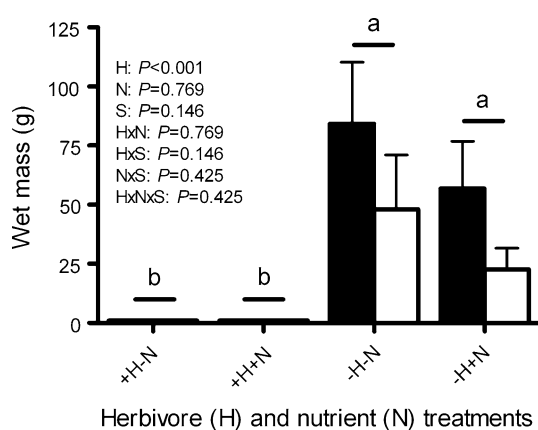 125
100
75
50
25
0
Wet mass (g)
H: P<0.001
N: P=0.769
S: P=0.146
HxN: P=0.769
HxS: P=0.146
NxS: P=0.425
HxNxS: P=0.425
b
b
a
a
+H-N
+H+N
-H-N
-H+N
Herbivore (H) and nutrient (N) treatments